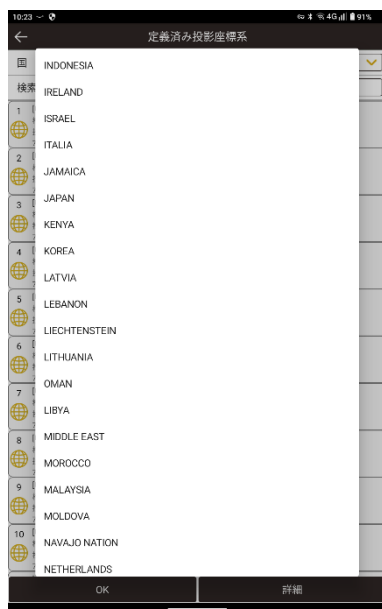 10:23
4G 91%
定義済み投影座標系
国
検索
INDONESIA
IRELAND
ISRAEL
ITALIA
JAMAICA
JAPAN
KENYA
KOREA
LATVIA
LEBANON
LIECHTENSTEIN
LITHUANIA
OMAN
LIBYA
MIDDLE EAST
MOROCCO
MALAYSIA
MOLDOVA
NAVAJO NATION
NETHERLANDS
1
2
3
4
5
6
7
8
9
10
OK
詳細